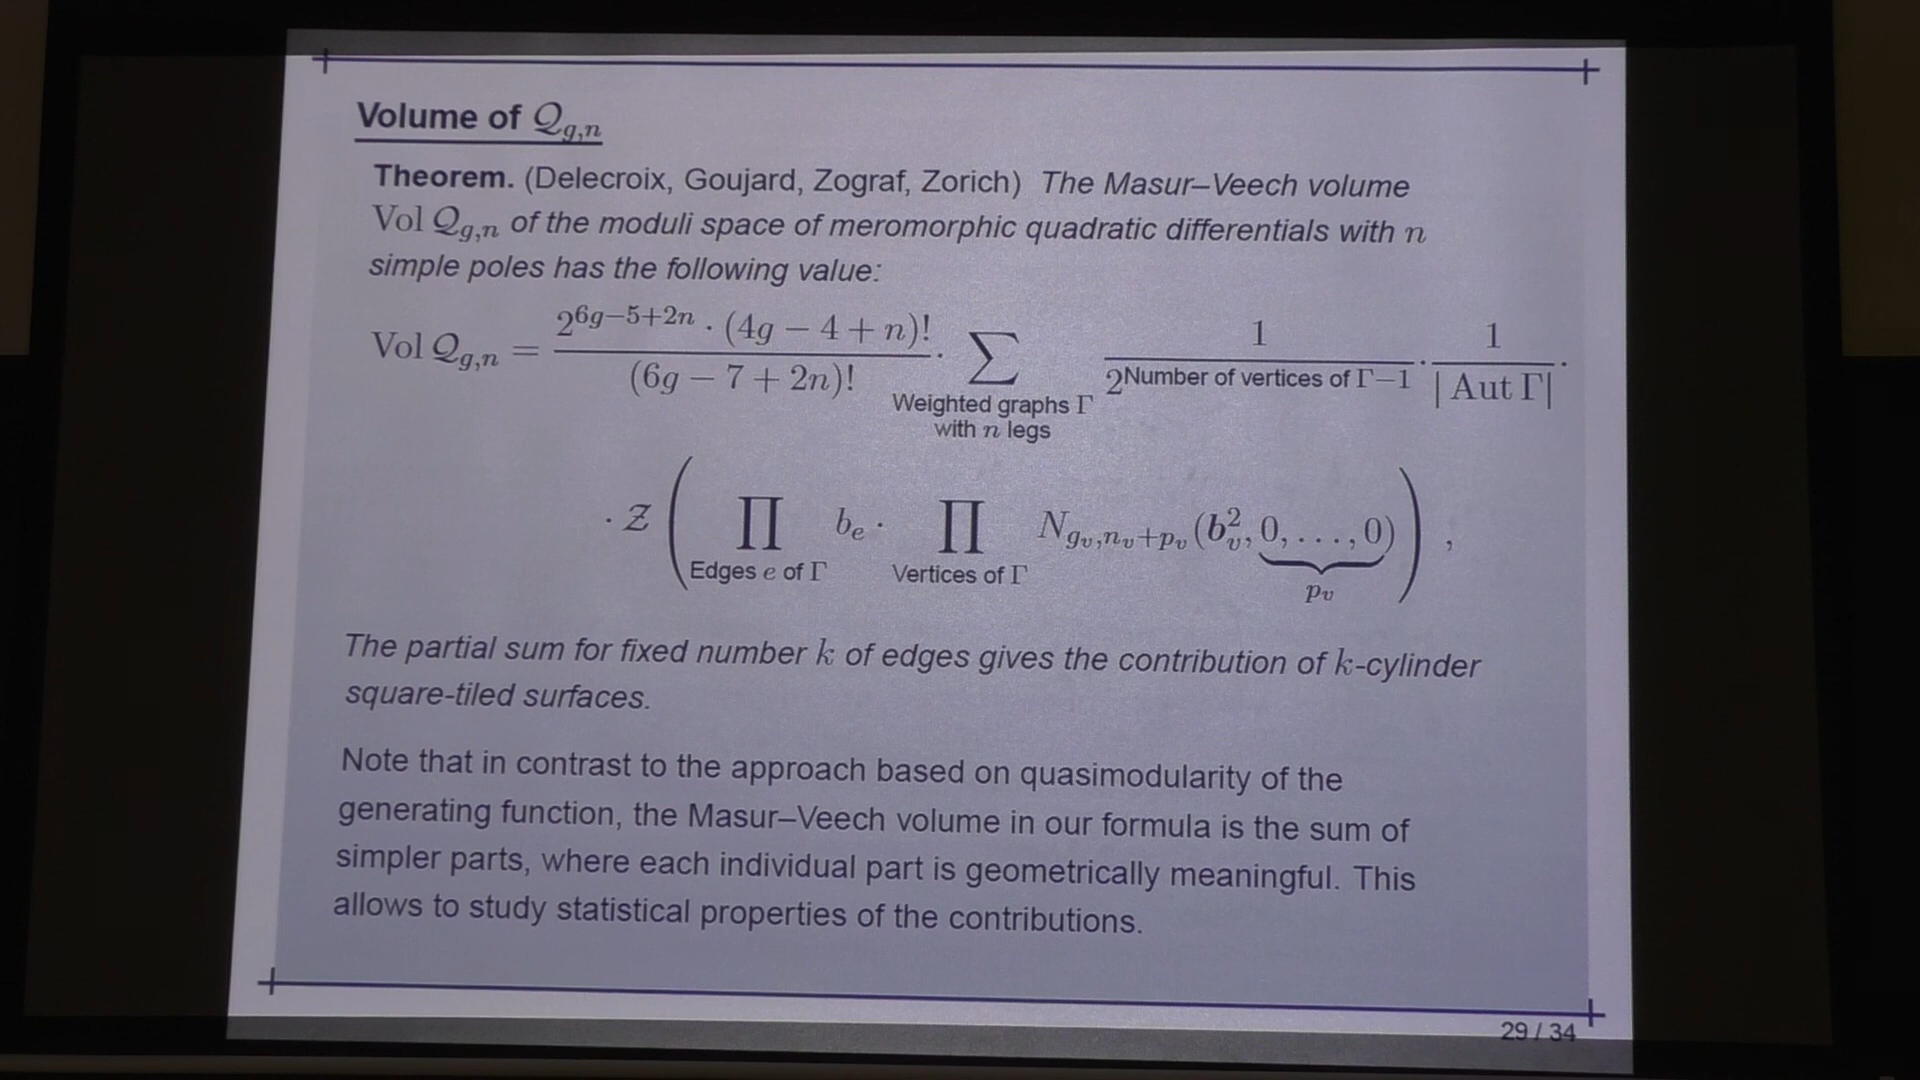 Volume of 𝒬_{g,n}
Theorem. (Delecroix, Goujard, Zograf, Zorich) The Masur–Veech volume
Vol 𝒬_{g,n} of the moduli space of meromorphic quadratic differentials with n
simple poles has the following value:
Vol 𝒬_{g,n} = \frac{2^{6g−5+2n} · (4g − 4 + n)!}{(6g − 7 + 2n)!} · ∑_{Weighted graphs Γ with n legs} \frac{1}{2^{Number of vertices of Γ−1}} · \frac{1}{| Aut Γ|} ·
· 𝒵 ( ∏_{Edges e of Γ} b_e · ∏_{Vertices of Γ} N_{g_v,n_v+p_v} (b_v^2, \underbrace{0, . . . , 0}_{p_v}) ) ,
The partial sum for fixed number k of edges gives the contribution of k-cylinder
square-tiled surfaces.
Note that in contrast to the approach based on quasimodularity of the
generating function, the Masur–Veech volume in our formula is the sum of
simpler parts, where each individual part is geometrically meaningful. This
allows to study statistical properties of the contributions.
29 / 34